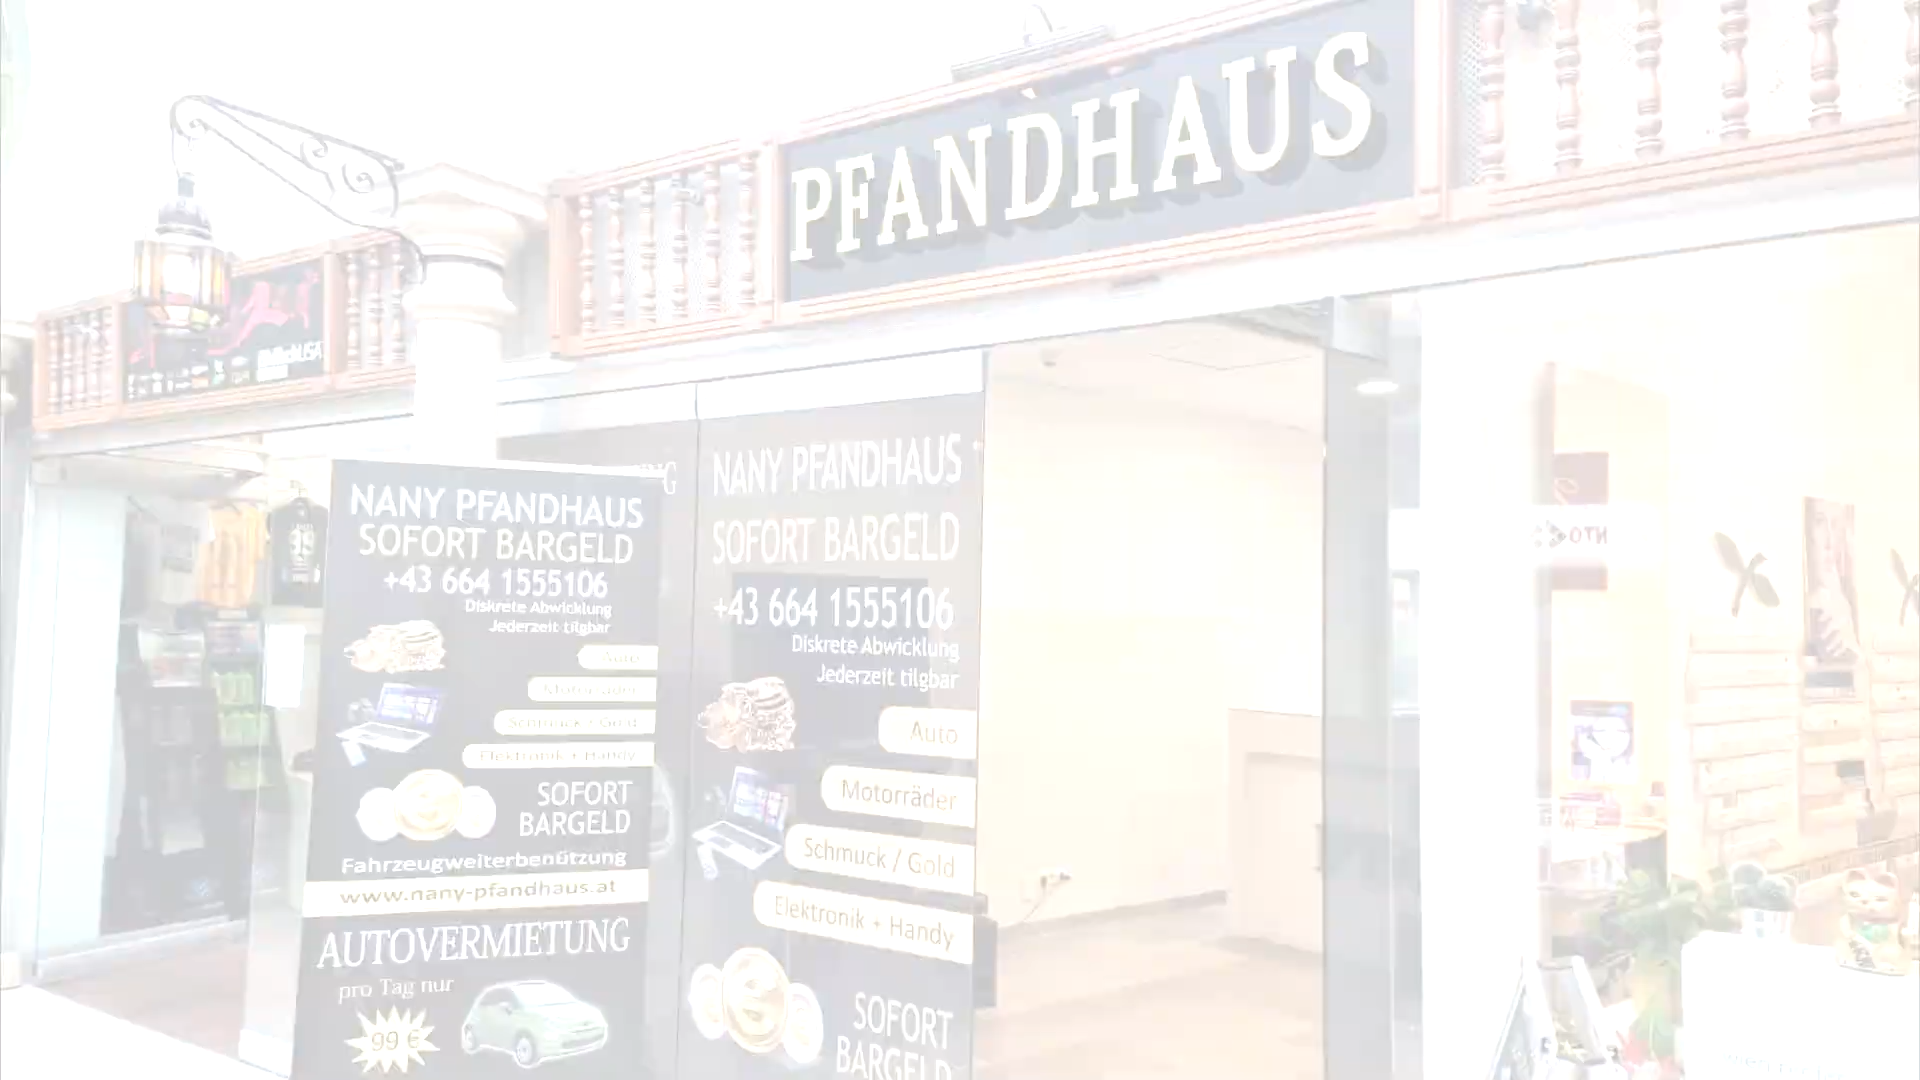 PFANDHAUS
NANY PFANDHAUS
SOFORT BARGELD
+43 664 1555106
Diskrete Abwicklung
Jederzeit tilgbar
Auto
Motorräder
Schmuck / Gold
Elektronik + Handy
SOFORT
BARGELD
Fahrzeugweiterbenützung
www.nany-pfandhaus.at
AUTOVERMIETUNG
pro Tag nur
99 €
NANY PFANDHAUS
SOFORT BARGELD
+43 664 1555106
Diskrete Abwicklung
Jederzeit tilgbar
Auto
Motorräder
Schmuck / Gold
Elektronik + Handy
SOFORT
BARGELD
39